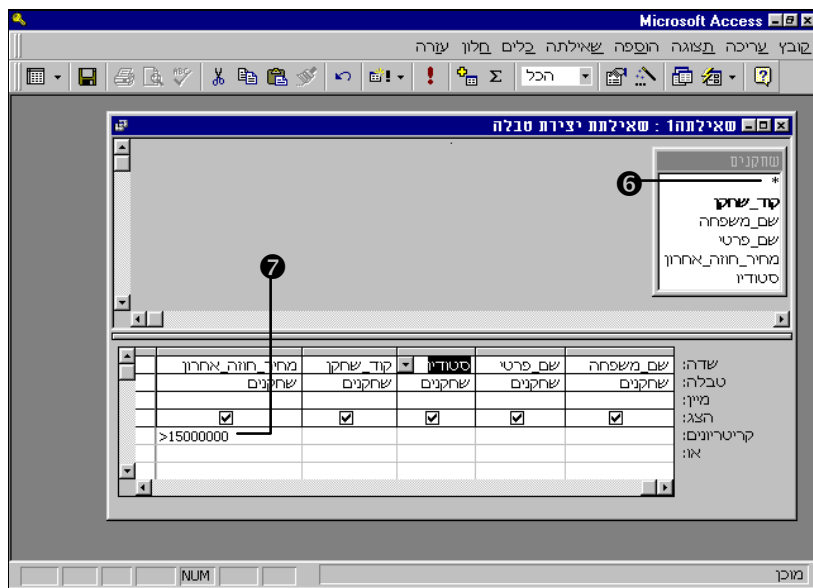 Microsoft Access
קובץ עריכה תצוגה הוספה שאילתה כלים חלון עזרה
ABC הכל
שאילתה1 : שאילתת יצירת טבלה
שחקנים
*
6
קוד_שחקן
שם_משפחה
שם_פרטי
מחיר_חוזה_אחרון
סטודיו
7
שדה: שם_משפחה שם_פרטי סטודיו קוד_שחקן מחיר_חוזה_אחרון
טבלה: שחקנים שחקנים שחקנים שחקנים שחקנים
מיין:
הצג:
קריטריונים: >15000000
או:
מוכן NUM